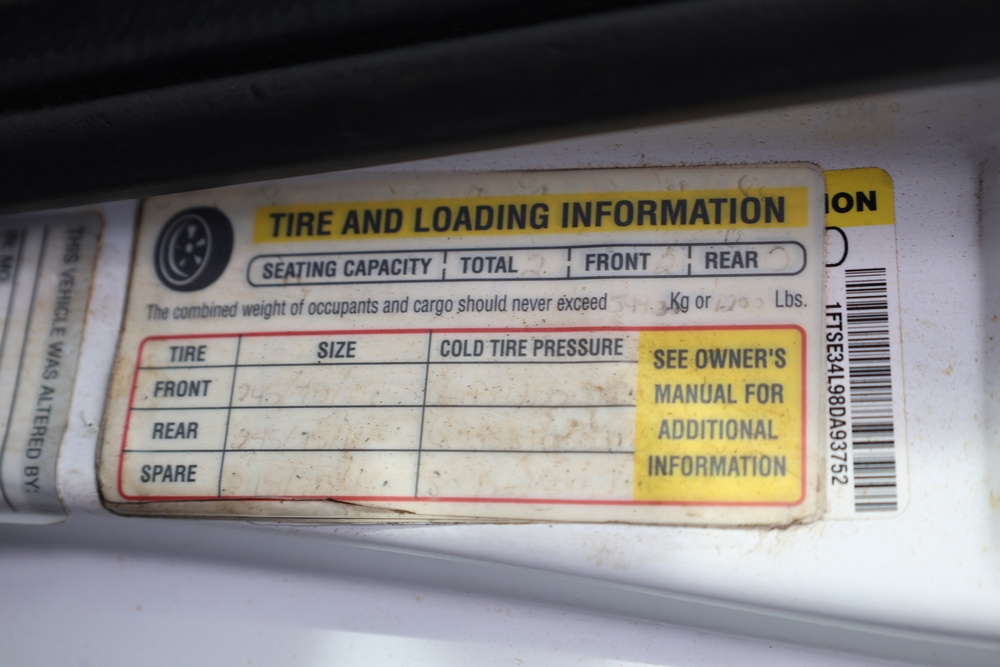 TIRE AND LOADING INFORMATION
SEATING CAPACITY TOTAL 2 FRONT 2 REAR
The combined weight of occupants and cargo should never exceed Kg or Lbs.
TIRE SIZE COLD TIRE PRESSURE
FRONT
REAR
SPARE
SEE OWNER'S
MANUAL FOR
ADDITIONAL
INFORMATION
ION
1FTSE34L98DA93752
THIS VEHICLE WAS ALTERED BY: